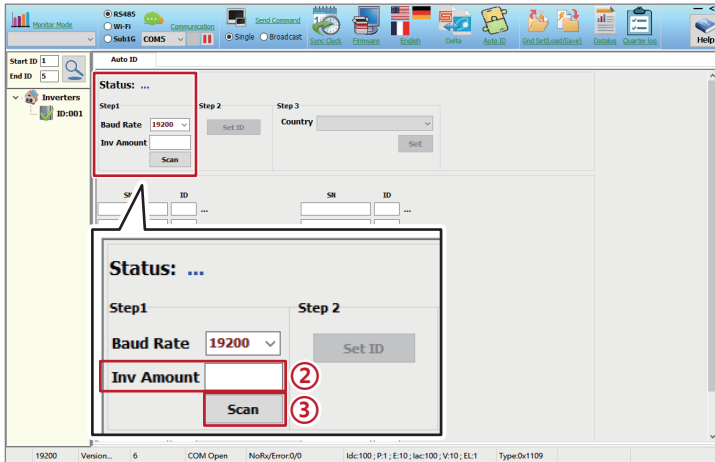 Monitor Mode
RS485
Wi-Fi
Sub1G COM5
Communication
Send Command
Single Broadcast
Sync Clock
Firmware
English
Delta
Auto ID
Grid Set(Load/Save)
Datalog
Quarter log
Help
Start ID 1
End ID 5
Inverters
ID:001
Auto ID
Status: ...
Step1
Baud Rate 19200
Inv Amount
Scan
Step 2
Set ID
Step 3
Country
Set
SN ID SN ID
... ...
Status: ...
Step1 Step 2
Baud Rate 19200
Set ID
Inv Amount ②
Scan ③
19200 Version... 6 COM Open NoRx/Error:0/0 Idc:100 ; P:1 ; E:10 ; Iac:100 ; V:10 ; EL:1 Type:0x1109